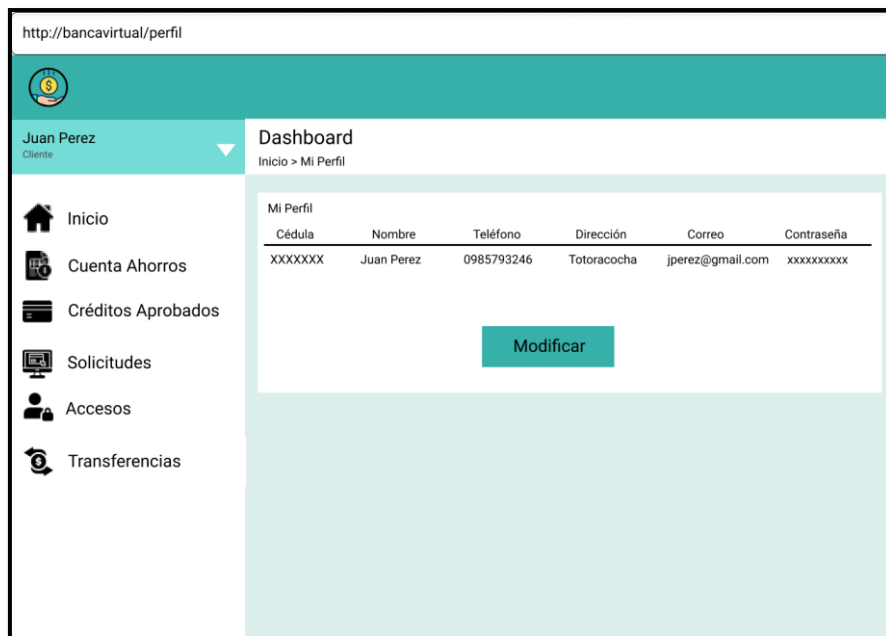 http://bancavirtual/perfil
$
Juan Perez
Cliente
Dashboard
Inicio > Mi Perfil
Inicio
Cuenta Ahorros
Créditos Aprobados
Solicitudes
Accesos
$ Transferencias
Mi Perfil
Cédula Nombre Teléfono Dirección Correo Contraseña
XXXXXXX Juan Perez 0985793246 Totoracocha jperez@gmail.com xxxxxxxxxx
Modificar